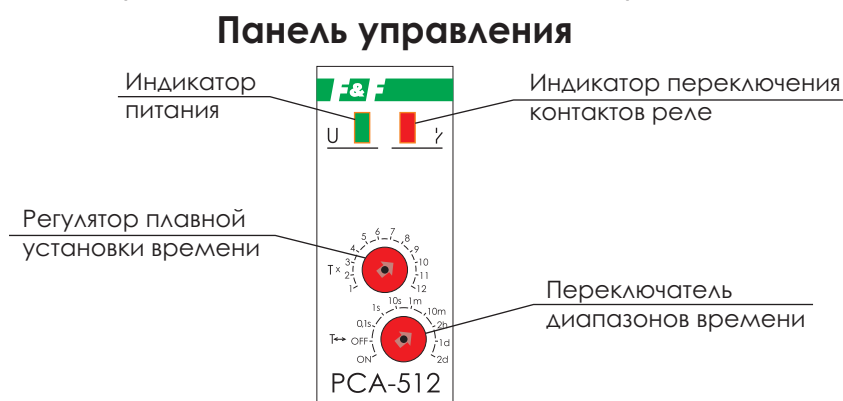 Панель управления
Индикатор
питания
Индикатор переключения
контактов реле
F&F
U
Регулятор плавной
установки времени
T x
1 2 3 4 5 6 7 8 9 10 11 12
Переключатель
диапазонов времени
T↔
ON OFF 0,1s 1s 10s 1m 10m 2h 1d 2d
PCA-512